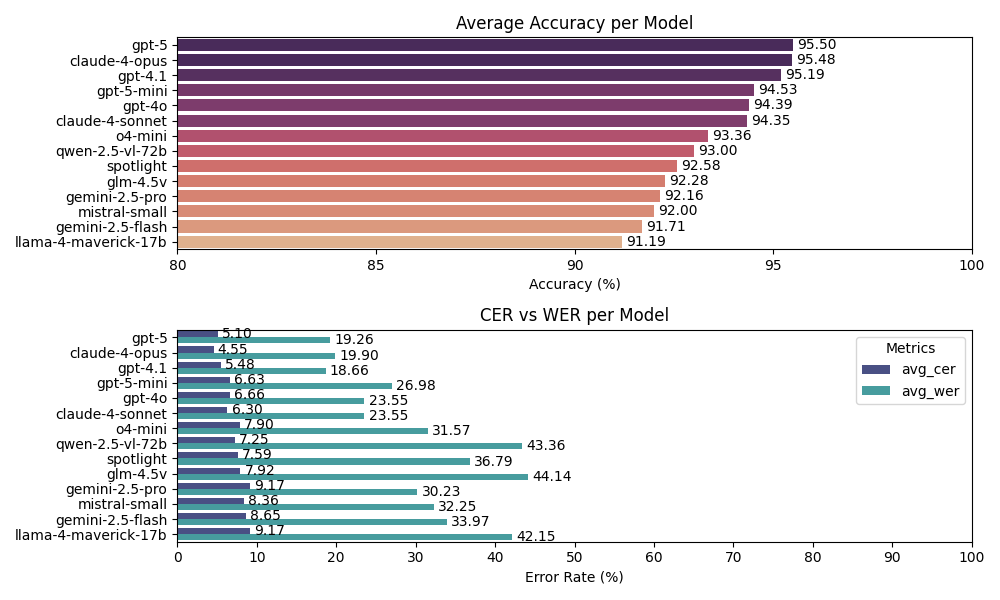 Average Accuracy per Model
gpt-5 95.50
claude-4-opus 95.48
gpt-4.1 95.19
gpt-5-mini 94.53
gpt-4o 94.39
claude-4-sonnet 94.35
o4-mini 93.36
qwen-2.5-vl-72b 93.00
spotlight 92.58
glm-4.5v 92.28
gemini-2.5-pro 92.16
mistral-small 92.00
gemini-2.5-flash 91.71
llama-4-maverick-17b 91.19
80 85 90 95 100
Accuracy (%)
CER vs WER per Model
Metrics
avg_cer
avg_wer
gpt-5 5.10 19.26
claude-4-opus 4.55 19.90
gpt-4.1 5.48 18.66
gpt-5-mini 6.63 26.98
gpt-4o 6.66 23.55
claude-4-sonnet 6.30 23.55
o4-mini 7.90 31.57
qwen-2.5-vl-72b 7.25 43.36
spotlight 7.59 36.79
glm-4.5v 7.92 44.14
gemini-2.5-pro 9.17 30.23
mistral-small 8.36 32.25
gemini-2.5-flash 8.65 33.97
llama-4-maverick-17b 9.17 42.15
0 10 20 30 40 50 60 70 80 90 100
Error Rate (%)